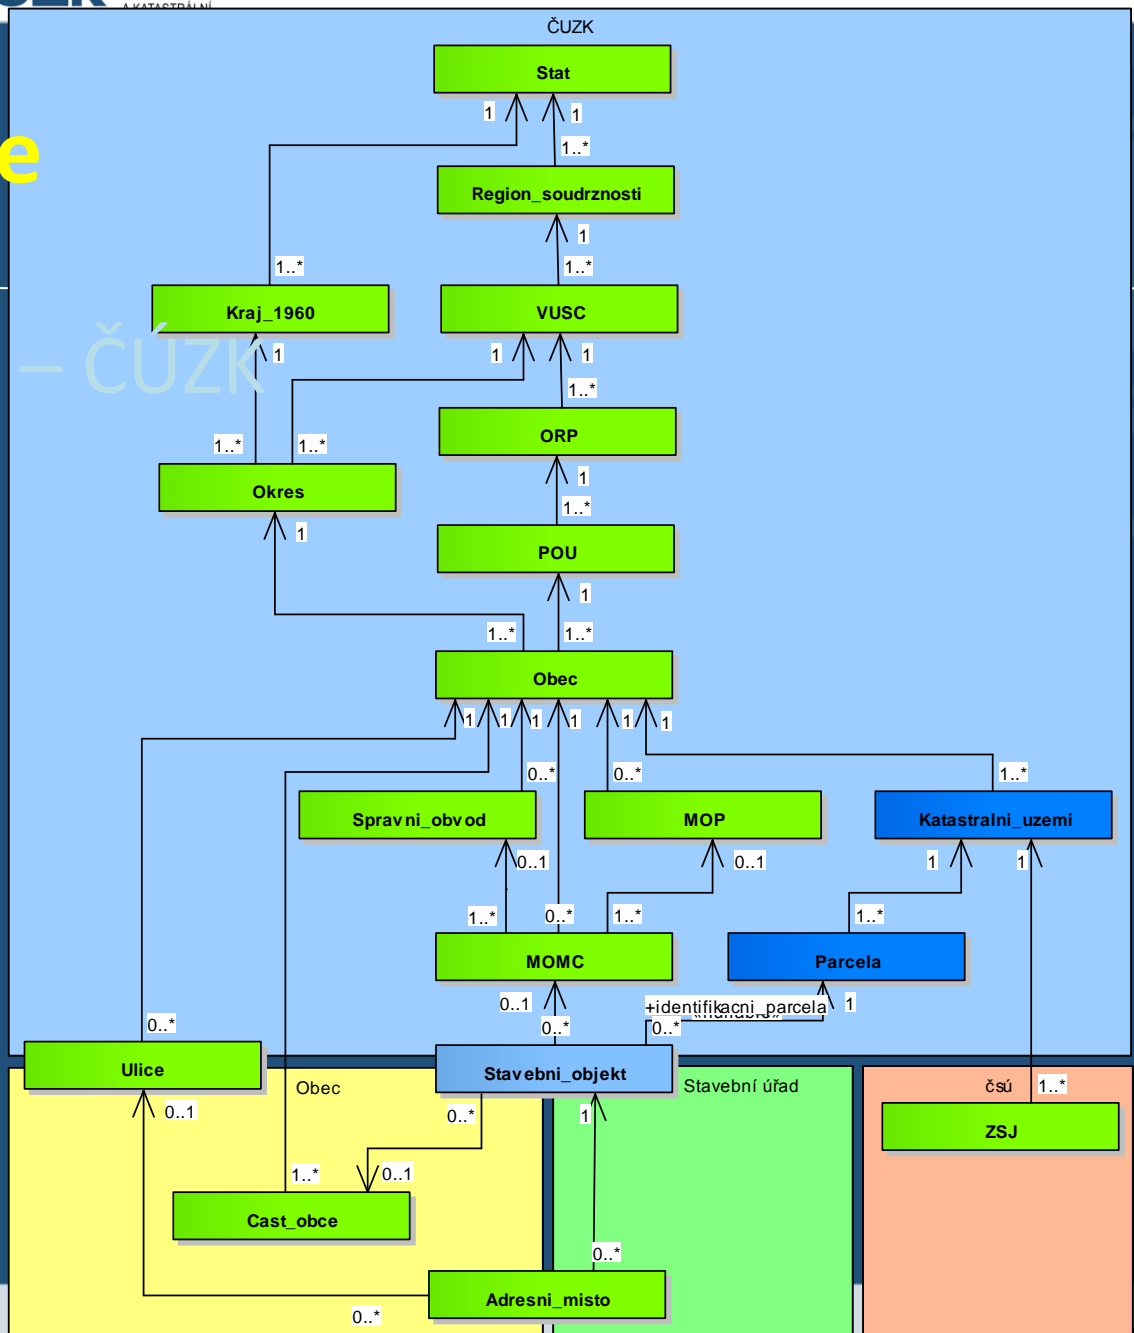 A KATASTRÁLNÍ
ČUZK
Stat
1
1
e
1..*
Region_soudrznosti
1
1..*
1..*
Kraj_1960
VUSC
– ČÚZK
1
1
1
1..*
ORP
1..*
1..*
1
Okres
1..*
1
POU
1
1..*
1..*
Obec
1
1
1
1
1
1
0..*
0..*
1..*
Spravni_obvod
MOP
Katastralni_uzemi
0..1
0..1
1
1
1..*
0..*
1..*
1..*
MOMC
Parcela
0..1
+identifikacni_parcela
1
0..*
0..*
0..*
Ulice
Stavebni_objekt
Obec
Stavební úřad
čsú
1..*
0..1
0..*
1
ZSJ
1..*
0..1
Cast_obce
0..*
Adresni_misto
0..*